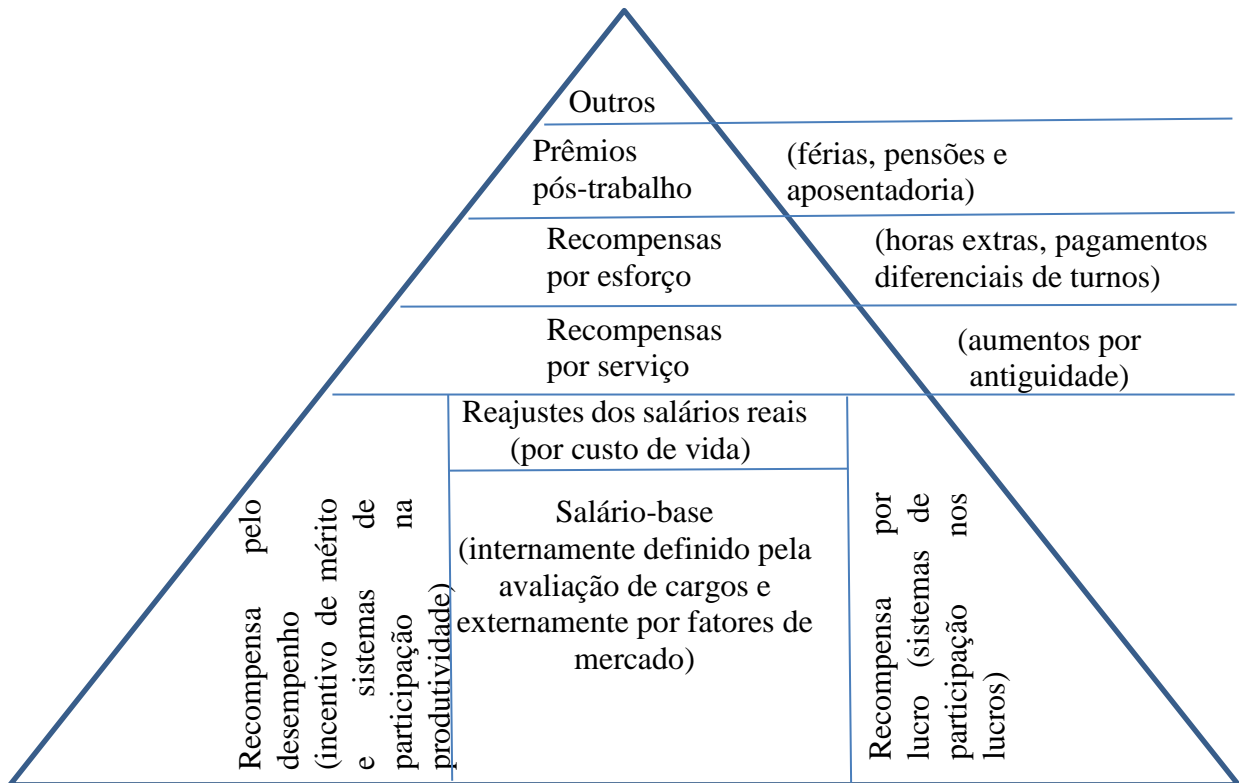 Outros
Prêmios
pós-trabalho
(férias, pensões e
aposentadoria)
Recompensas
por esforço
(horas extras, pagamentos
diferenciais de turnos)
Recompensas
por serviço
(aumentos por
antiguidade)
Reajustes dos salários reais
(por custo de vida)
Recompensa pelo
desempenho
(incentivo de mérito
e sistemas de
participação na
produtividade)
Salário-base
(internamente definido pela
avaliação de cargos e
externamente por fatores de
mercado)
Recompensa por
lucro (sistemas de
participação nos
lucros)